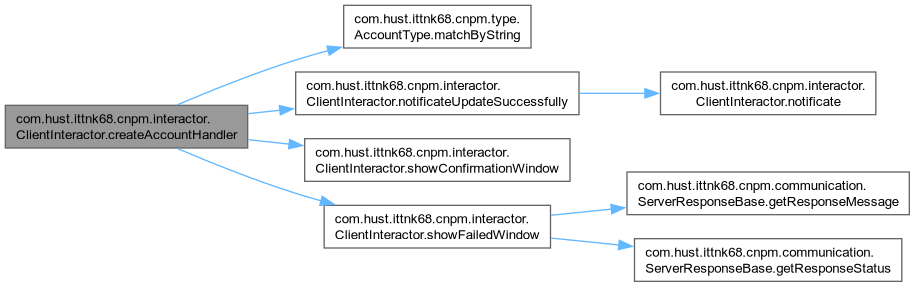 com.hust.ittnk68.cnpm.type.
AccountType.matchByString
com.hust.ittnk68.cnpm.interactor.
ClientInteractor.notificateUpdateSuccessfully
com.hust.ittnk68.cnpm.interactor.
ClientInteractor.notificate
com.hust.ittnk68.cnpm.interactor.
ClientInteractor.createAccountHandler
com.hust.ittnk68.cnpm.interactor.
ClientInteractor.showConfirmationWindow
com.hust.ittnk68.cnpm.communication.
ServerResponseBase.getResponseMessage
com.hust.ittnk68.cnpm.interactor.
ClientInteractor.showFailedWindow
com.hust.ittnk68.cnpm.communication.
ServerResponseBase.getResponseStatus